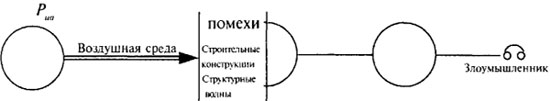 Pип
помехи
Воздушная среда
Строительные
конструкции
Структурные
волны
Злоумышленник